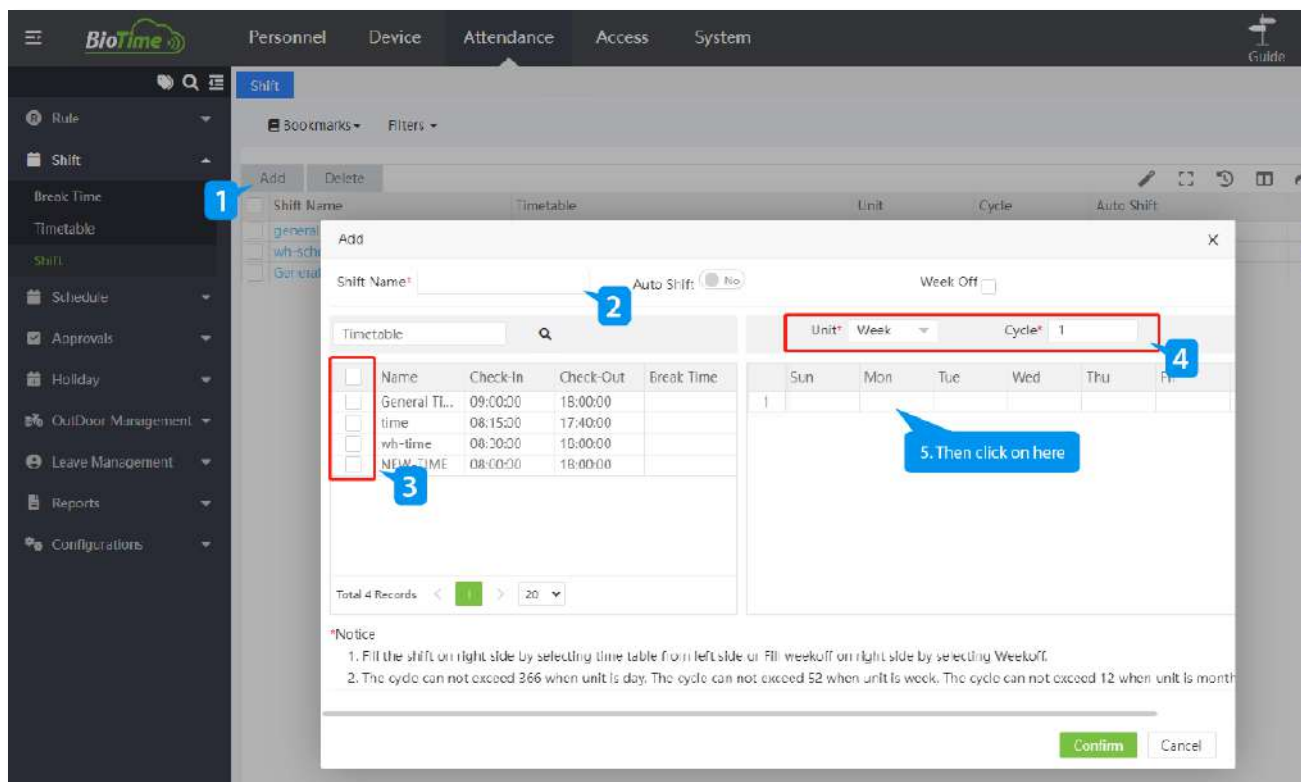 BioTime
Personnel Device Attendance Access System
Guide
Shift
Rule
Bookmarks Filters
Shift
Add Delete
Break Time
1
Shift Name Timetable Unit Cycle Auto Shift
Timetable
general
Add
wh-sche
Shift
General
Shift Name* Auto Shift: No Week Off
Schedule
2
Timetable Unit* Week Cycle* 1
Approvals
4
Holiday
Name Check-In Check-Out Break Time Sun Mon Tue Wed Thu Fri
General Ti... 09:00:00 18:00:00 1
OutDoor Management
time 08:15:00 17:40:00
wh-time 08:30:00 18:00:00
5. Then click on here
Leave Management
NEW-TIME 08:00:00 18:00:00
3
Reports
Configurations
Total 4 Records < 1 > 20
*Notice
1. Fill the shift on right side by selecting time table from left side or Fill weekoff on right side by selecting Weekoff.
2. The cycle can not exceed 366 when unit is day. The cycle can not exceed 52 when unit is week. The cycle can not exceed 12 when unit is month
Confirm Cancel